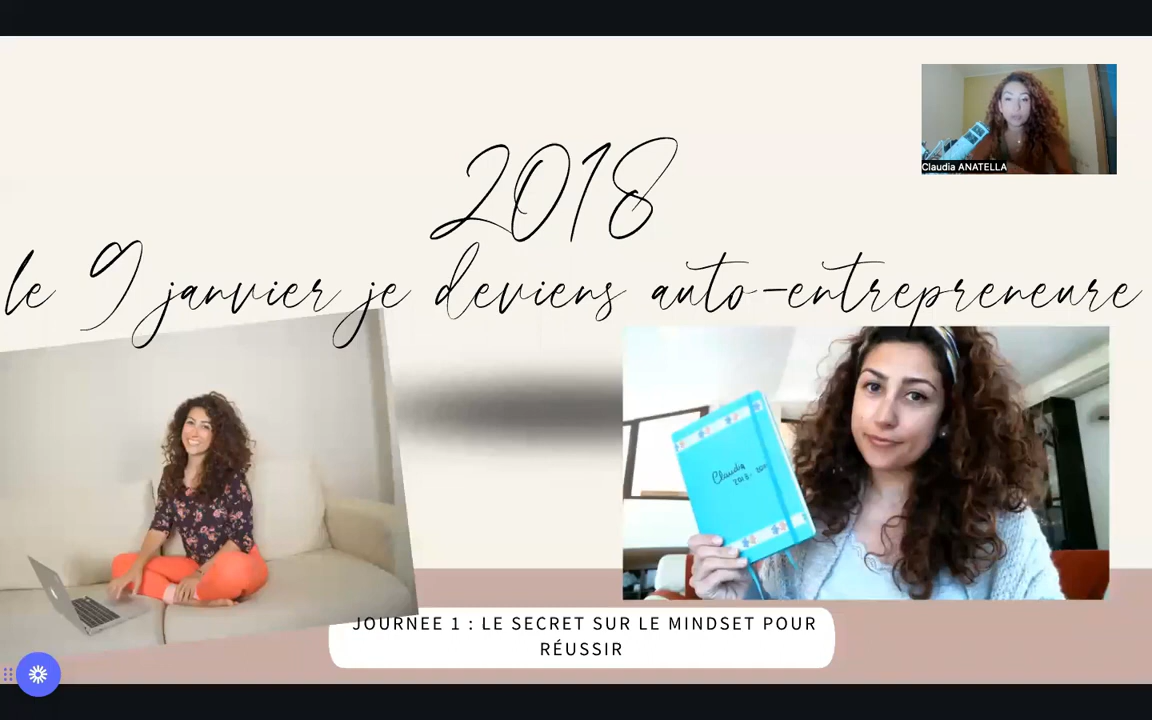 Claudia ANATELLA
2018
le 9 janvier je deviens auto-entrepreneure
Claudia
2018-
JOURNEE 1 : LE SECRET SUR LE MINDSET POUR
RÉUSSIR